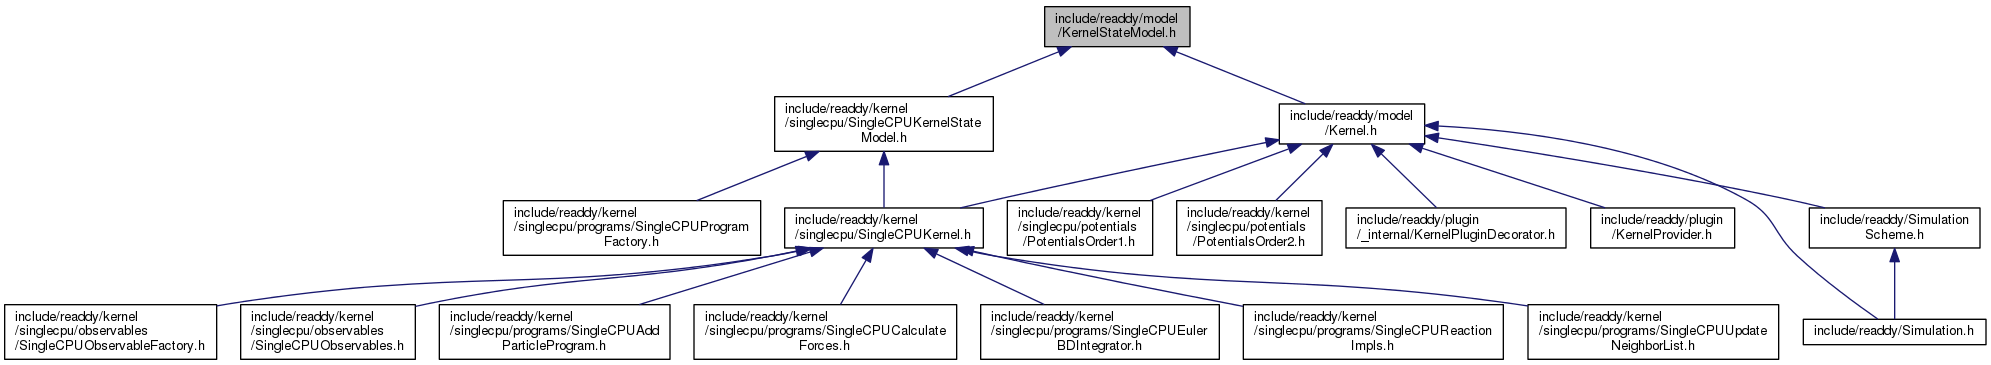 include/readdy/model
/KernelStateModel.h
include/readdy/kernel
/singlecpu/SingleCPUKernelState
Model.h
include/readdy/model
/Kernel.h
include/readdy/kernel
/singlecpu/programs/SingleCPUProgram
Factory.h
include/readdy/kernel
/singlecpu/SingleCPUKernel.h
include/readdy/kernel
/singlecpu/potentials
/PotentialsOrder1.h
include/readdy/kernel
/singlecpu/potentials
/PotentialsOrder2.h
include/readdy/plugin
/_internal/KernelPluginDecorator.h
include/readdy/plugin
/KernelProvider.h
include/readdy/Simulation
Scheme.h
include/readdy/kernel
/singlecpu/observables
/SingleCPUObservableFactory.h
include/readdy/kernel
/singlecpu/observables
/SingleCPUObservables.h
include/readdy/kernel
/singlecpu/programs/SingleCPUAdd
ParticleProgram.h
include/readdy/kernel
/singlecpu/programs/SingleCPUCalculate
Forces.h
include/readdy/kernel
/singlecpu/programs/SingleCPUEuler
BDIntegrator.h
include/readdy/kernel
/singlecpu/programs/SingleCPUReaction
Impls.h
include/readdy/kernel
/singlecpu/programs/SingleCPUUpdate
NeighborList.h
include/readdy/Simulation.h